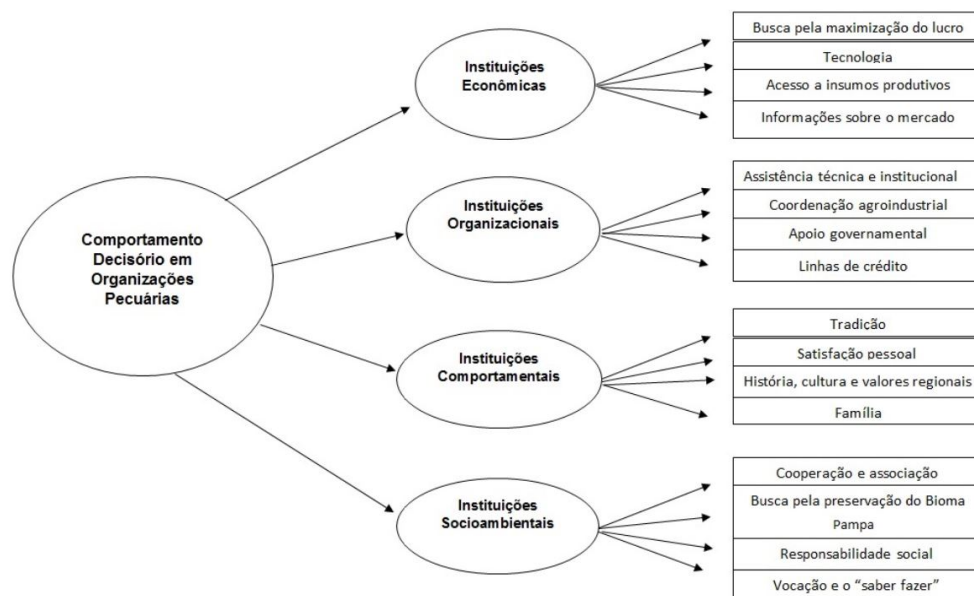 Comportamento
Decisório em
Organizações
Pecuárias
Instituições
Econômicas
Busca pela maximização do lucro
Tecnologia
Acesso a insumos produtivos
Informações sobre o mercado
Instituições
Organizacionais
Assistência técnica e institucional
Coordenação agroindustrial
Apoio governamental
Linhas de crédito
Instituições
Comportamentais
Tradição
Satisfação pessoal
História, cultura e valores regionais
Família
Instituições
Socioambientais
Cooperação e associação
Busca pela preservação do Bioma
Pampa
Responsabilidade social
Vocação e o “saber fazer”